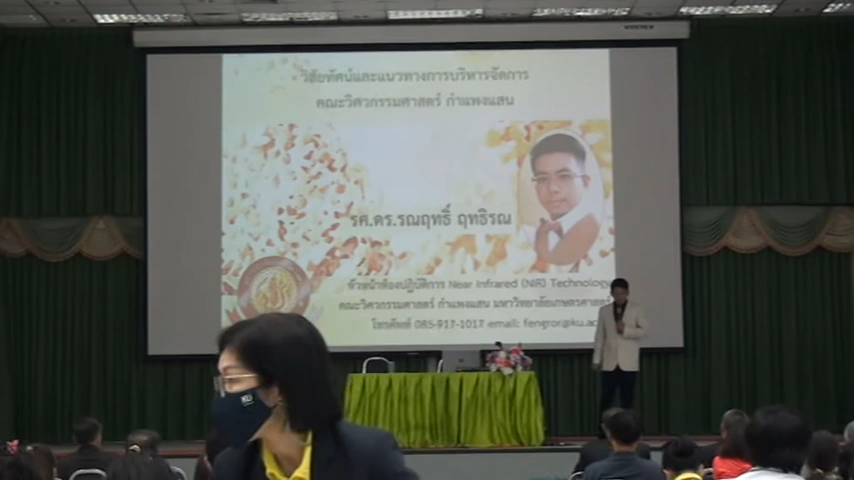 วิสัยทัศน์และแนวทางการบริหารจัดการ
คณะวิศวกรรมศาสตร์ กำแพงแสน
รศ.ดร.รณฤทธิ์ ฤทธิรณ
หัวหน้าห้องปฏิบัติการ Near Infrared (NIR) Technology
คณะวิศวกรรมศาสตร์ กำแพงแสน มหาวิทยาลัยเกษตรศาสตร์
โทรศัพท์ 085-917-1017 email: fengror@ku.ac
KU